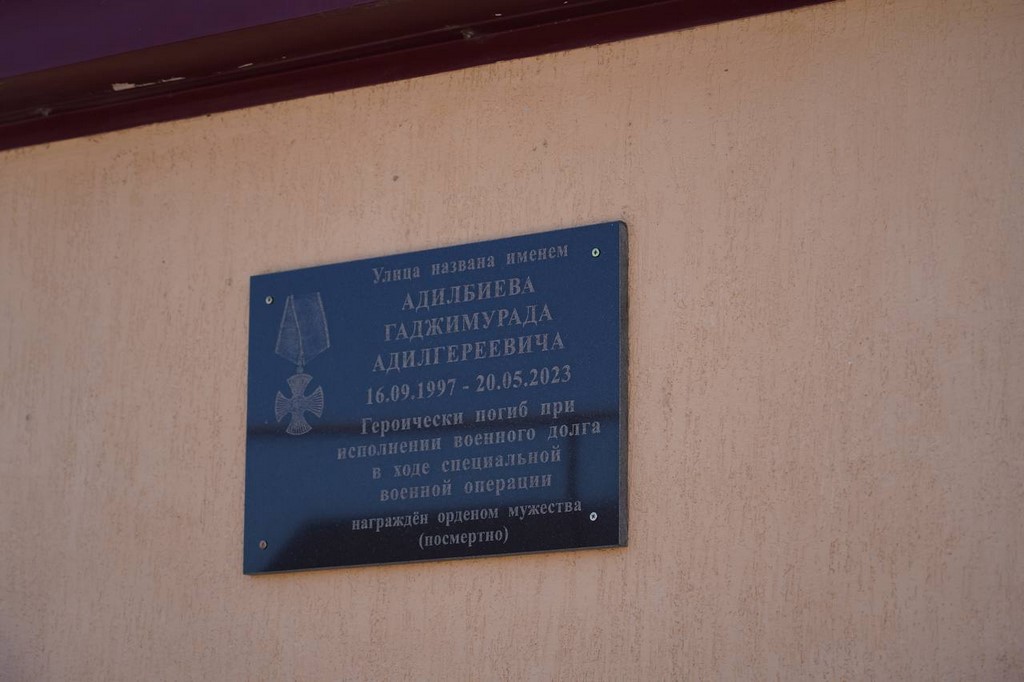 Улица названа именем
АДИЛБИЕВА
ГАДЖИМУРАДА
АДИЛГЕРЕЕВИЧА
16.09.1997 - 20.05.2023
Героически погиб при
исполнении военного долга
в ходе специальной
военной операции
награждён орденом мужества
(посмертно)